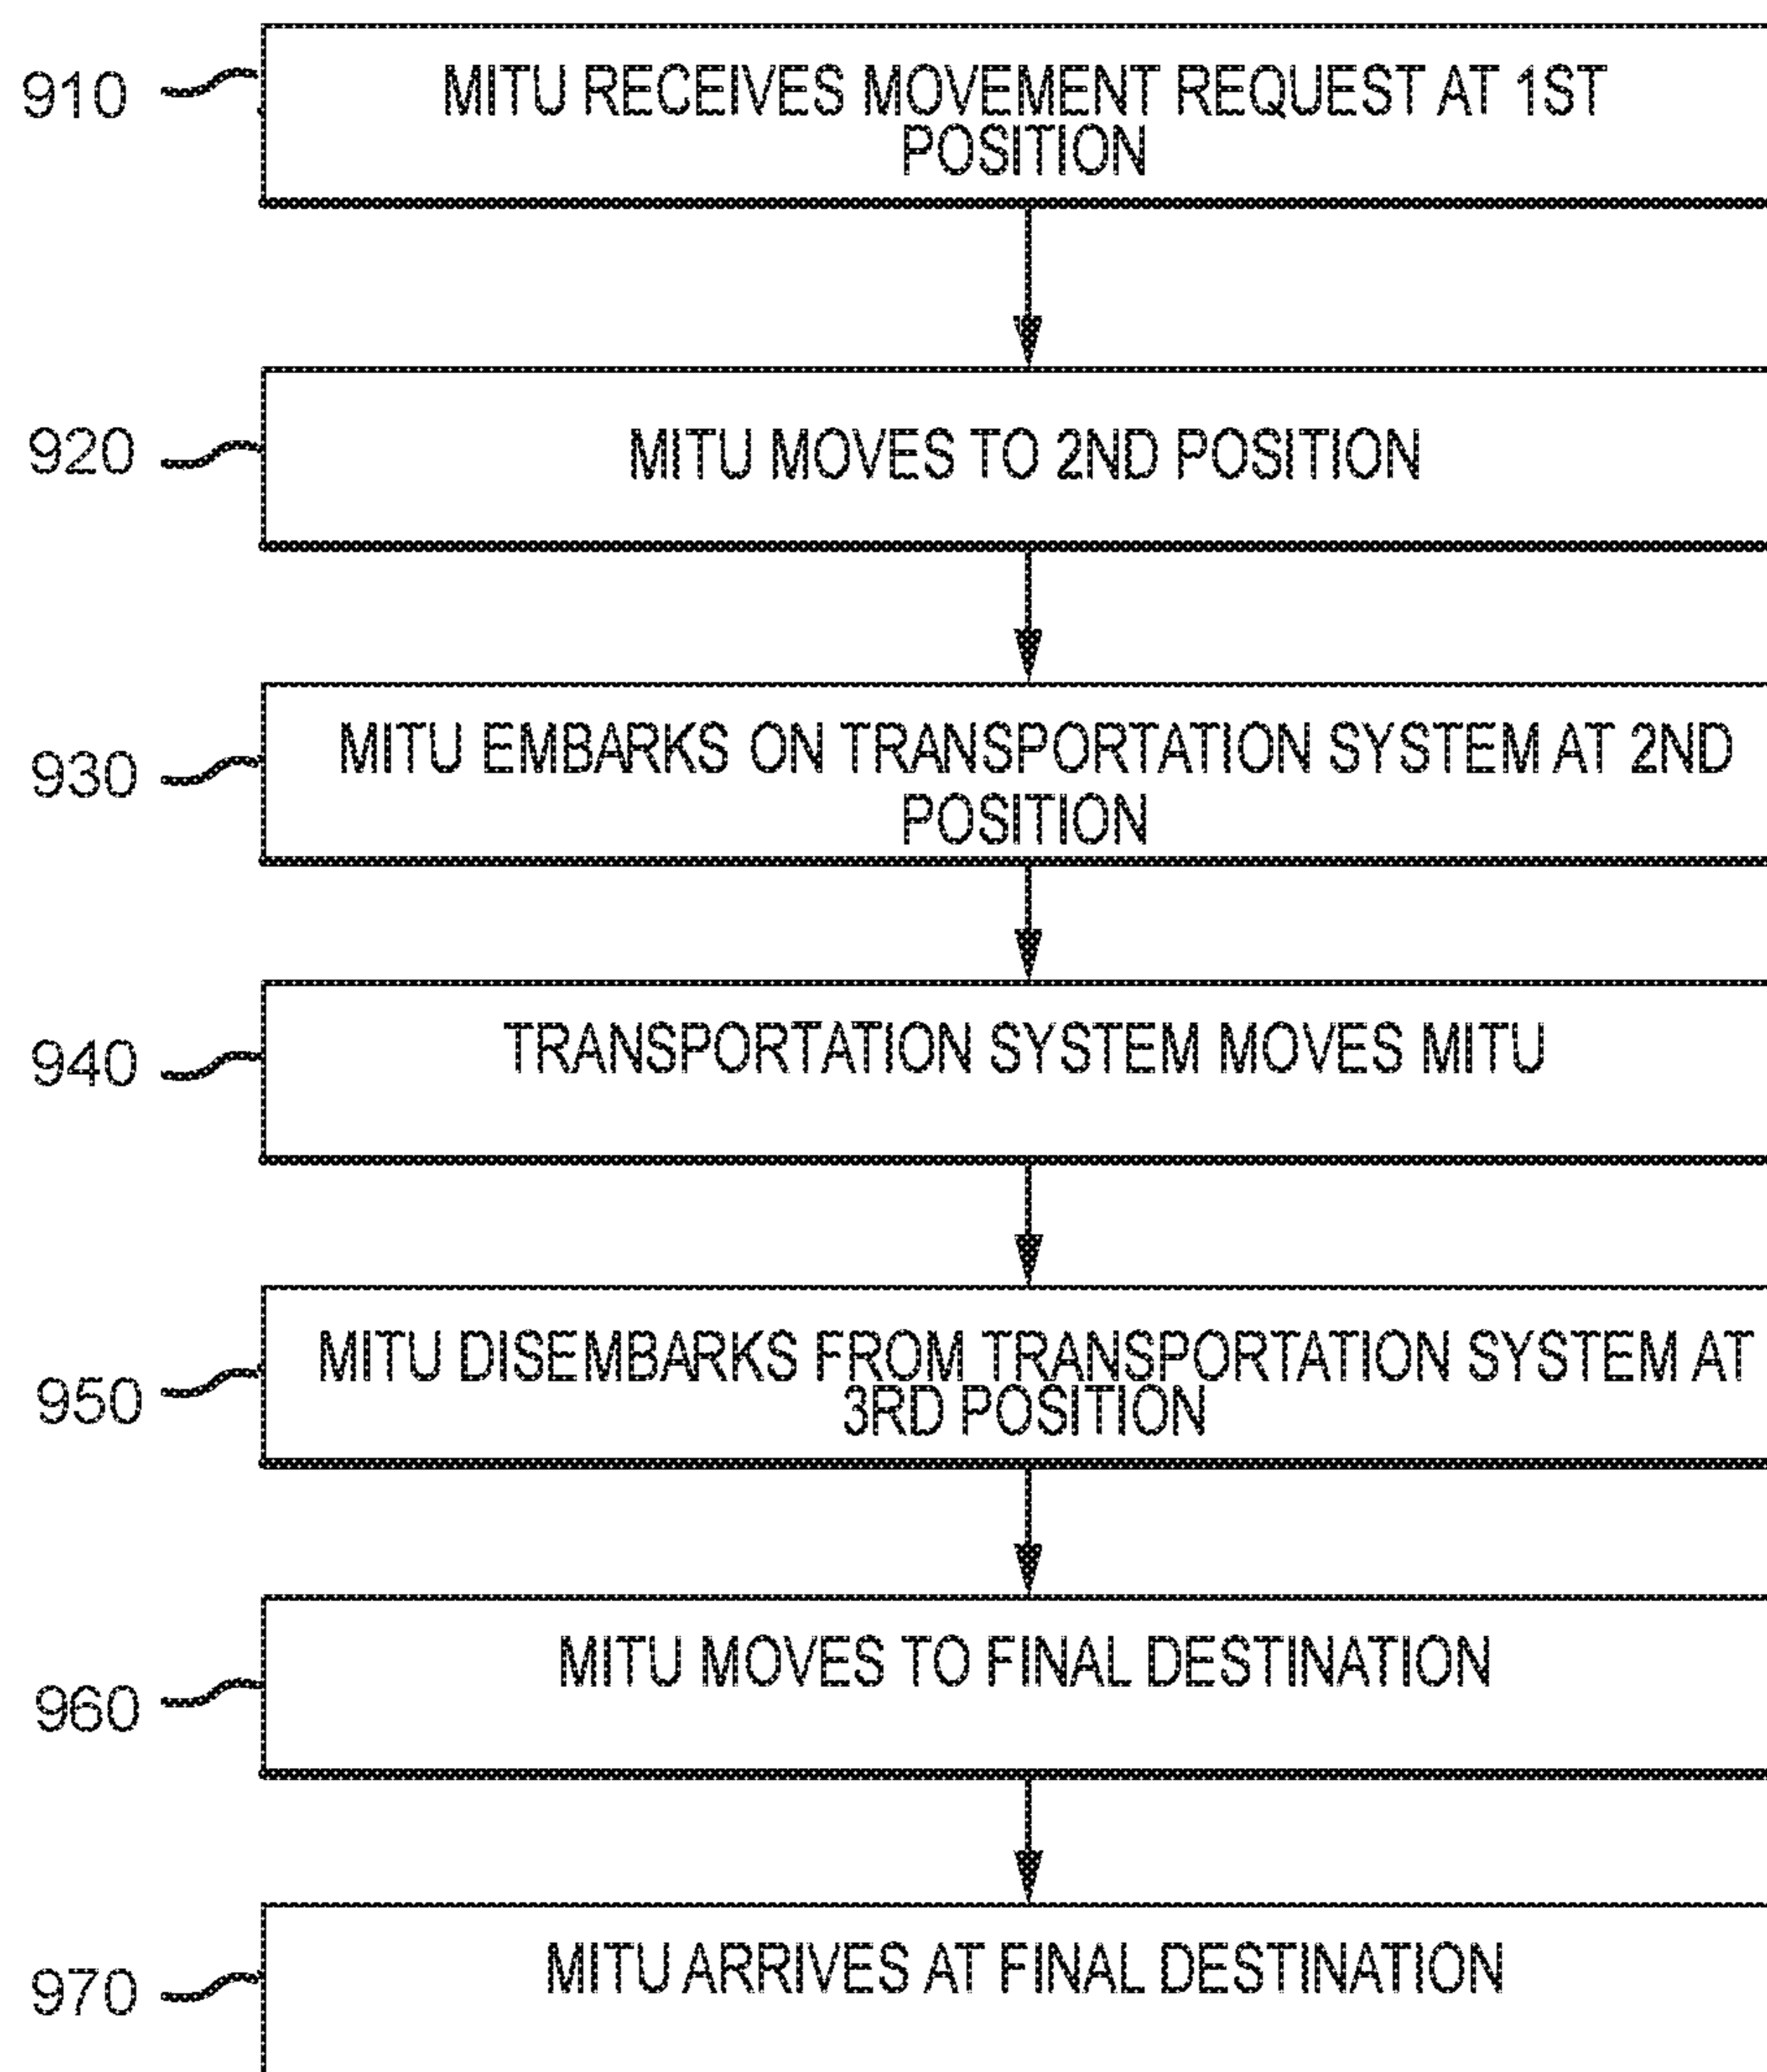 910
MITU RECEIVES MOVEMENT REQUEST AT 1ST
POSITION
920
MITU MOVES TO 2ND POSITION
930
MITU EMBARKS ON TRANSPORTATION SYSTEM AT 2ND
POSITION
940
TRANSPORTATION SYSTEM MOVES MITU
950
MITU DISEMBARKS FROM TRANSPORTATION SYSTEM AT
3RD POSITION
960
MITU MOVES TO FINAL DESTINATION
970
MITU ARRIVES AT FINAL DESTINATION